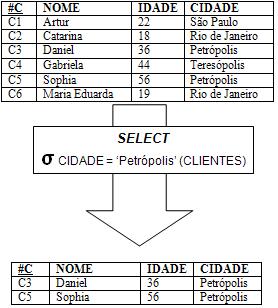 #C NOME IDADE CIDADE
C1 Artur 22 São Paulo
C2 Catarina 18 Rio de Janeiro
C3 Daniel 36 Petrópolis
C4 Gabriela 44 Teresópolis
C5 Sophia 56 Petrópolis
C6 Maria Eduarda 19 Rio de Janeiro
SELECT
σ CIDADE = ‘Petrópolis’ (CLIENTES)
#C NOME IDADE CIDADE
C3 Daniel 36 Petrópolis
C5 Sophia 56 Petrópolis